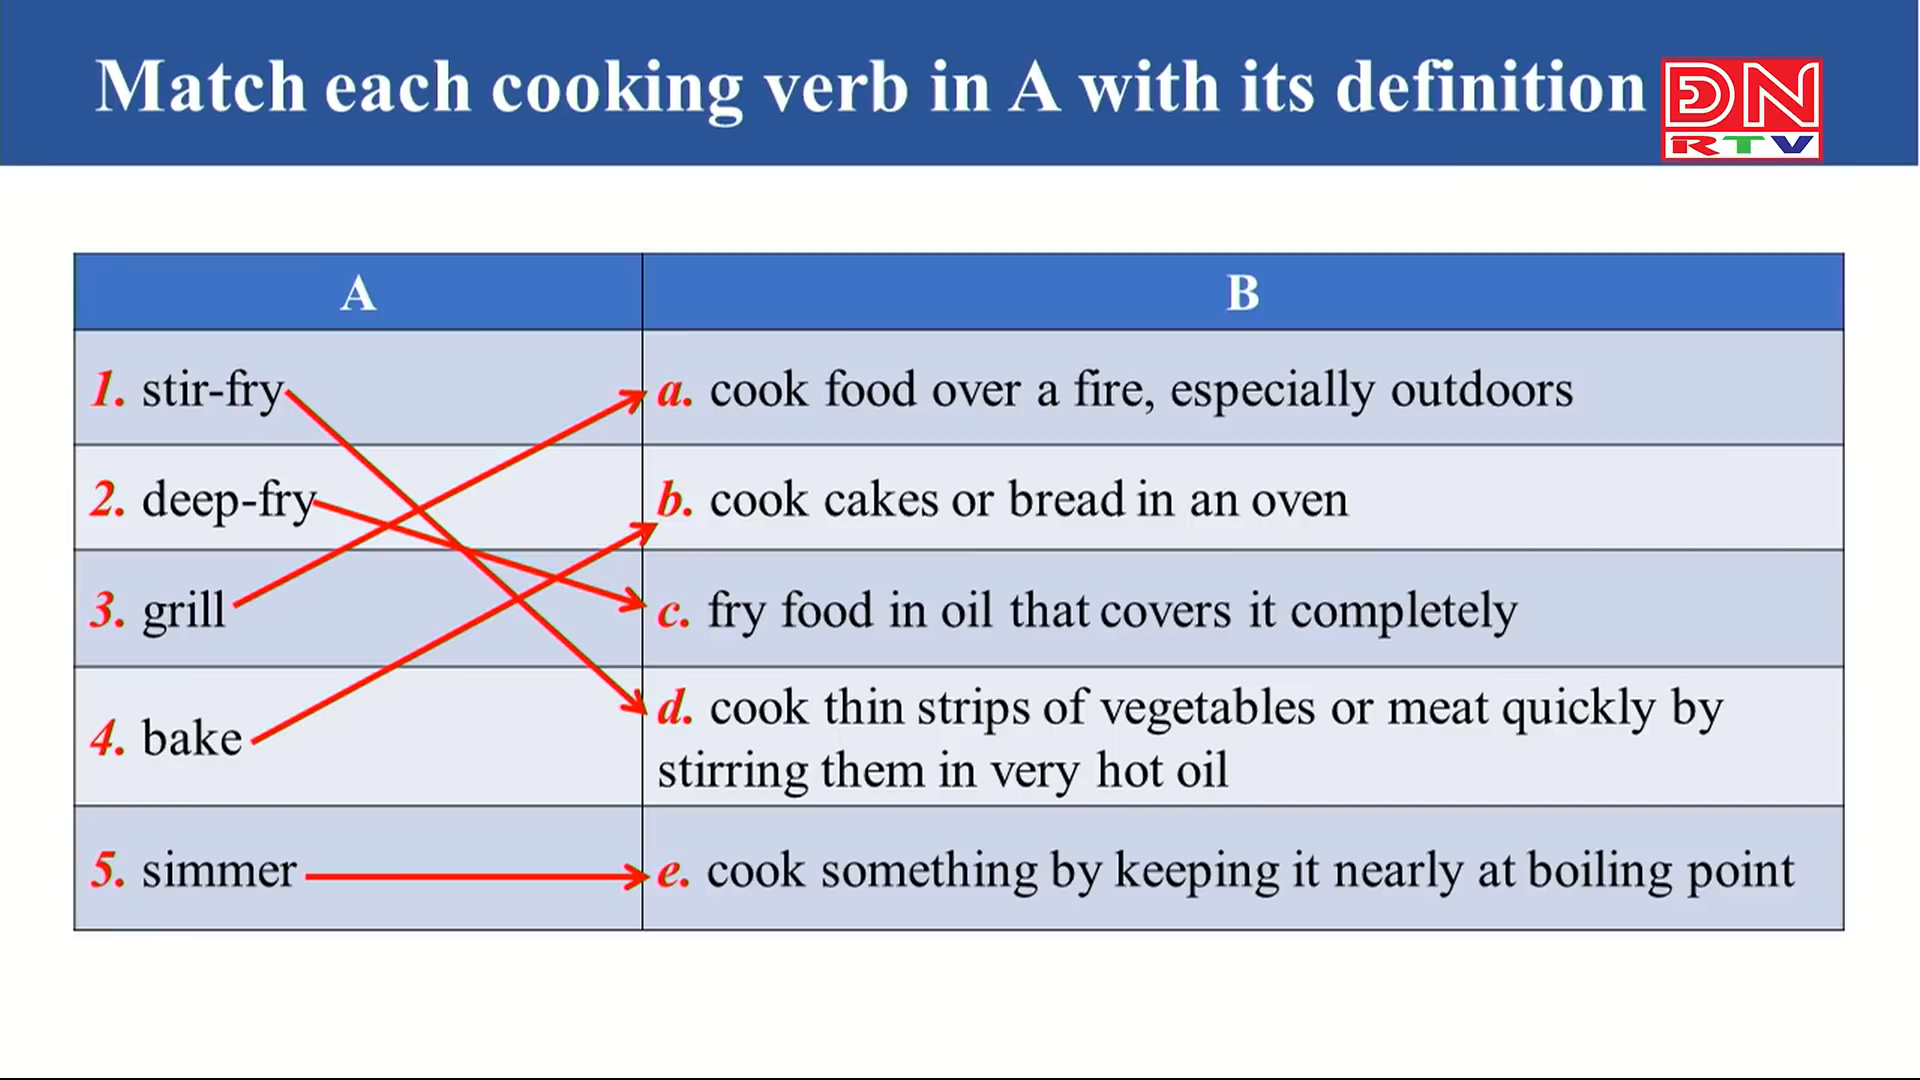 Match each cooking verb in A with its definition
ĐN
RTV
A
B
1. stir-fry
a. cook food over a fire, especially outdoors
2. deep-fry
b. cook cakes or bread in an oven
3. grill
c. fry food in oil that covers it completely
4. bake
d. cook thin strips of vegetables or meat quickly by
stirring them in very hot oil
5. simmer
e. cook something by keeping it nearly at boiling point